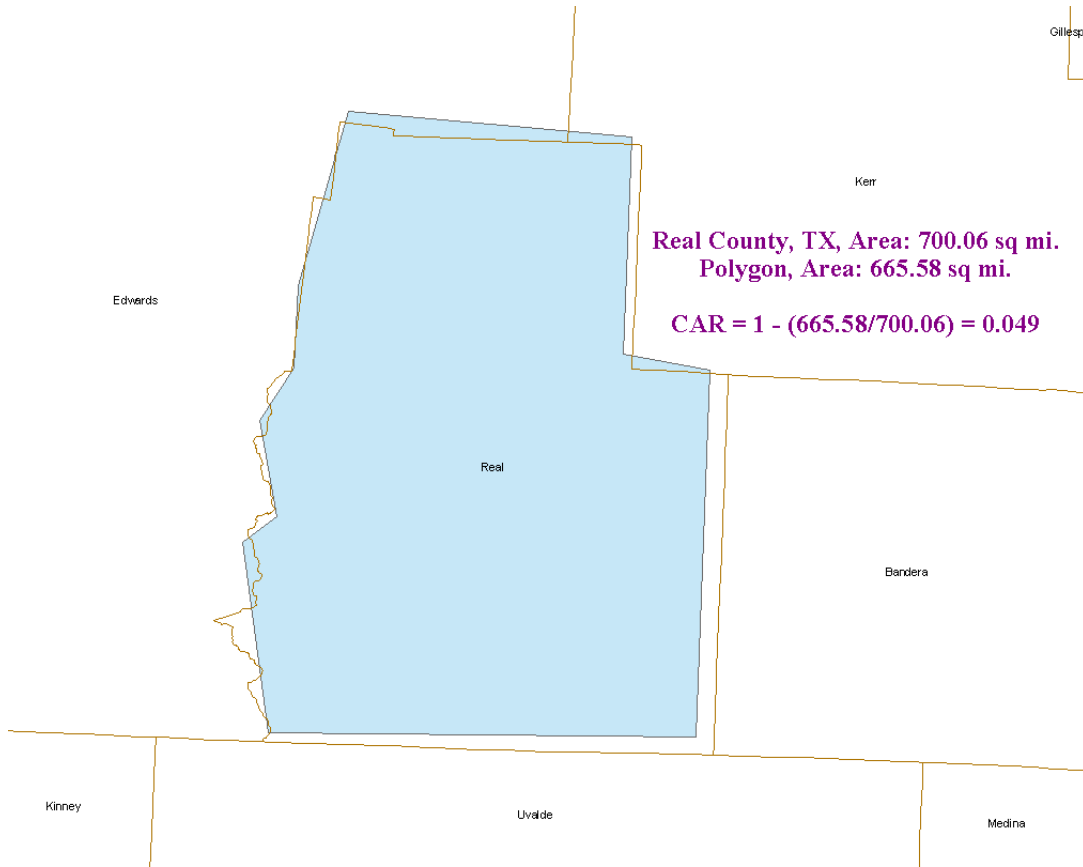 Gillesp
Kerr
Real County, TX, Area: 700.06 sq mi.
Polygon, Area: 665.58 sq mi.
CAR = 1 - (665.58/700.06) = 0.049
Edwards
Real
Bandera
Kinney
Uvalde
Medina